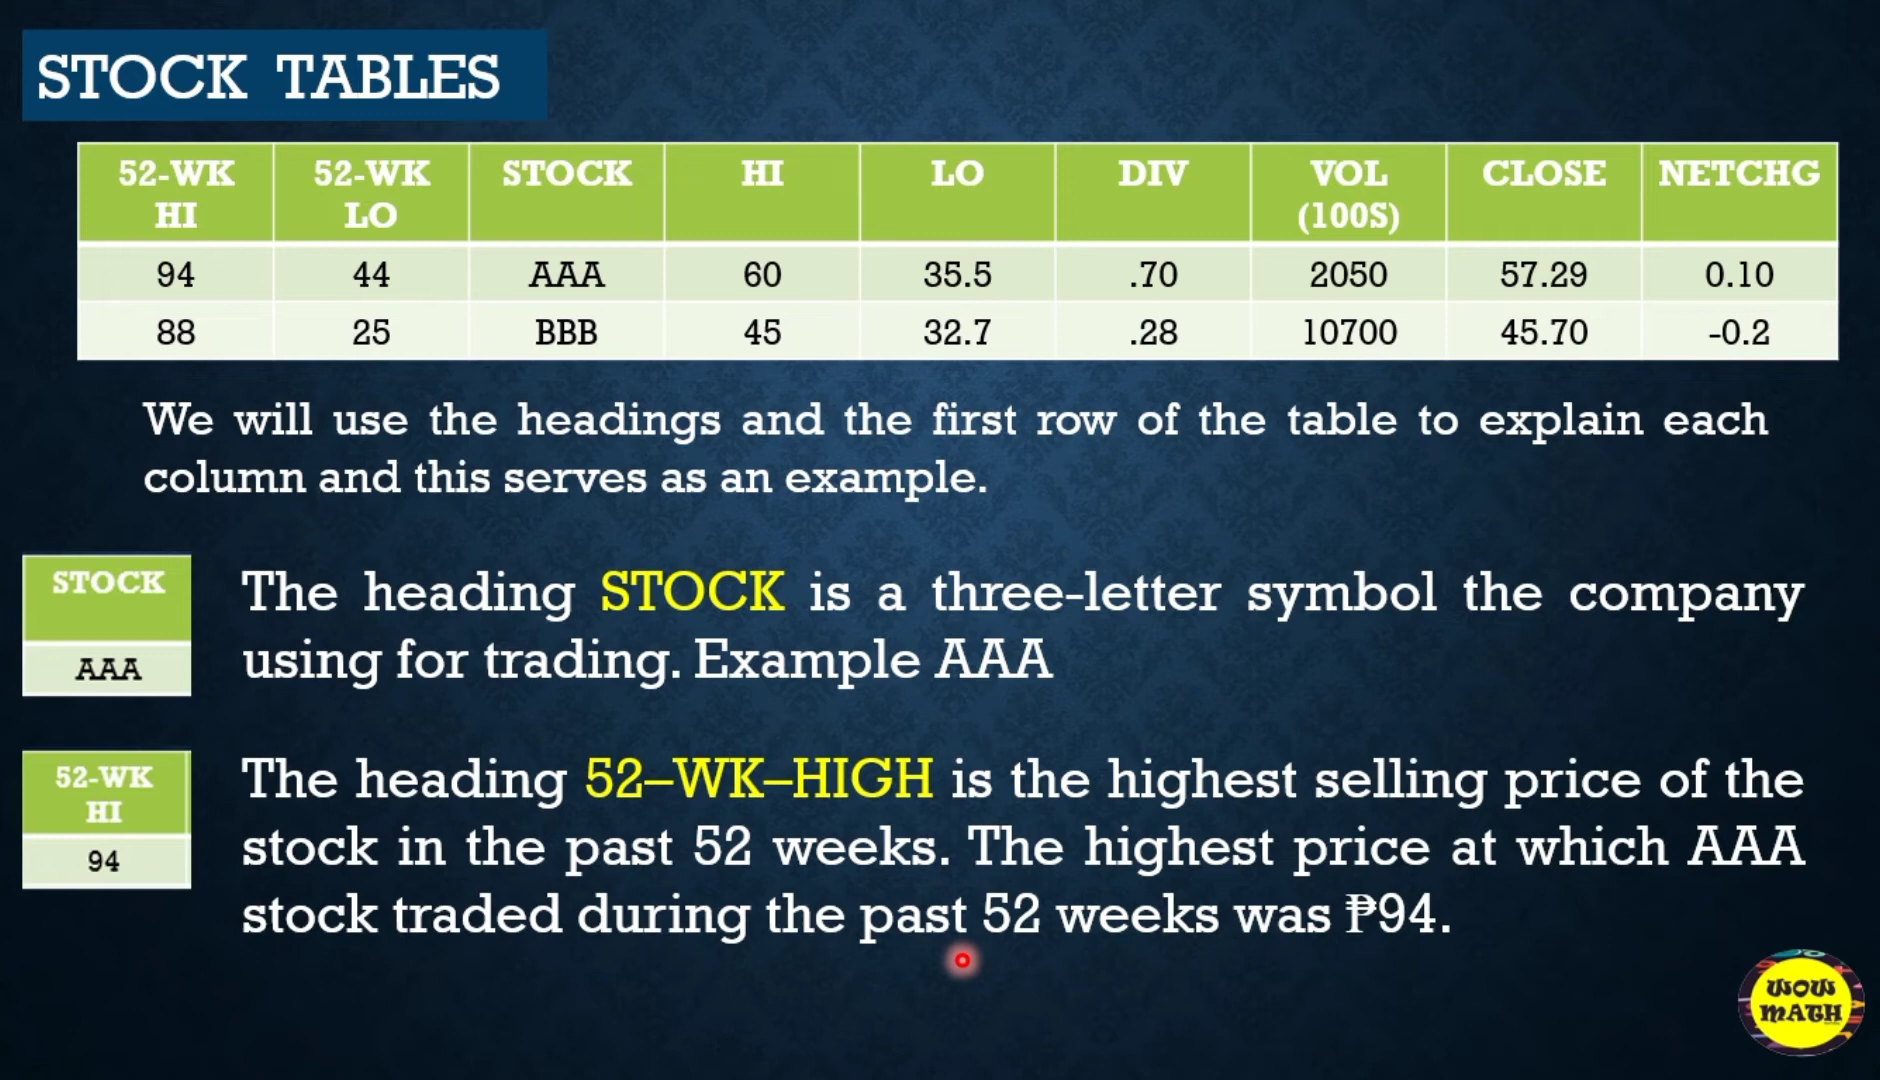 STOCK TABLES
52-WK HI 52-WK LO STOCK HI LO DIV VOL (100S) CLOSE NETCHG
94 44 AAA 60 35.5 .70 2050 57.29 0.10
88 25 BBB 45 32.7 .28 10700 45.70 -0.2
We will use the headings and the first row of the table to explain each
column and this serves as an example.
STOCK
AAA
The heading STOCK is a three-letter symbol the company
using for trading. Example AAA
52-WK
HI
94
The heading 52–WK–HIGH is the highest selling price of the
stock in the past 52 weeks. The highest price at which AAA
stock traded during the past 52 weeks was ₱94.
WOW
MATH